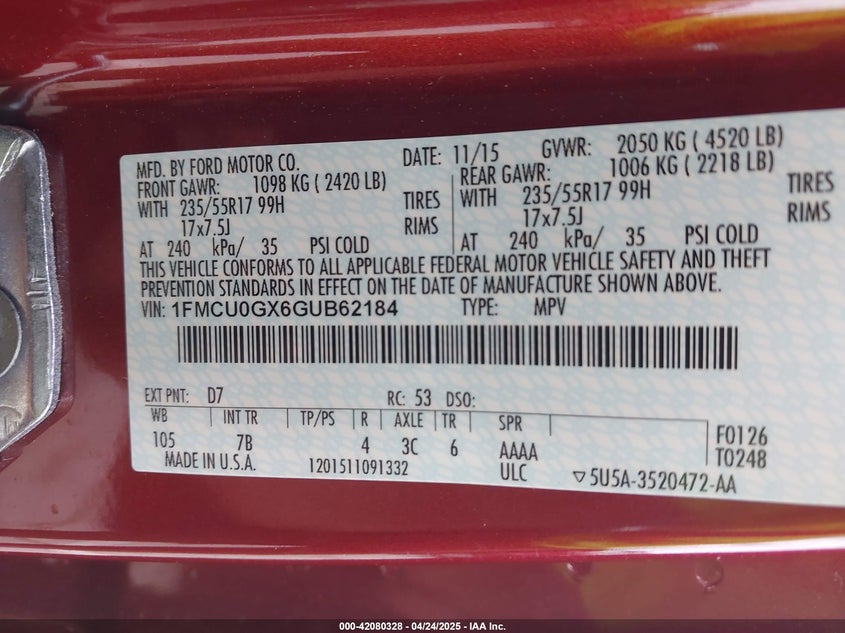 MFD. BY FORD MOTOR CO. DATE: 11/15 GVWR: 2050 KG ( 4520 LB)
FRONT GAWR: 1098 KG ( 2420 LB) REAR GAWR: 1006 KG ( 2218 LB)
WITH 235/55R17 99H TIRES WITH 235/55R17 99H TIRES
17x7.5J RIMS 17x7.5J RIMS
AT 240 kPa/ 35 PSI COLD AT 240 kPa/ 35 PSI COLD
THIS VEHICLE CONFORMS TO ALL APPLICABLE FEDERAL MOTOR VEHICLE SAFETY AND THEFT
PREVENTION STANDARDS IN EFFECT ON THE DATE OF MANUFACTURE SHOWN ABOVE.
VIN: 1FMCU0GX6GUB62184 TYPE: MPV
EXT PNT: D7 RC: 53 DSO:
WB INT TR TP/PS R AXLE TR SPR
105 7B 4 3C 6 AAAA F0126
MADE IN U.S.A. 1201511091332 ULC T0248
▽5U5A-3520472-AA
000-42080328 - 04/24/2025 - IAA Inc.